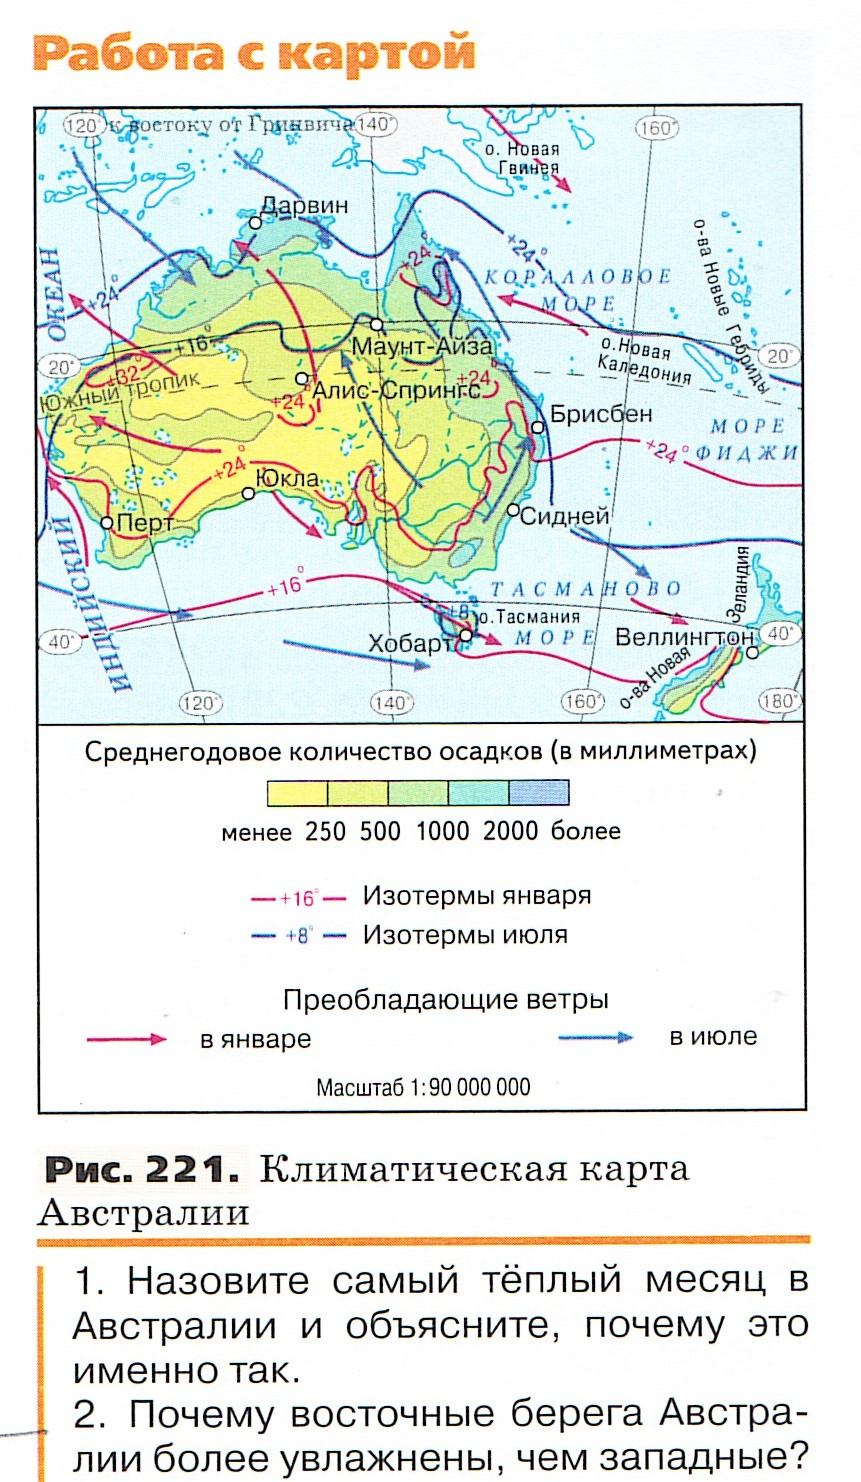 Работа с картой
120° к востоку от Гринвича 140° 160°
о. Новая
Гвинея
Дарвин
+24°
+24°
о-ва Новые Гебриды
ОКЕАН
+24°
КОРАЛЛОВОЕ
МОРЕ
+16°
Маунт-Айза
о. Новая
Каледония
20° 20°
+32°
Южный тропик
Алис-Спрингс
+24°
+24
Брисбен
МОРЕ
ФИДЖИ
+24°
+24°
Юкла
Перт
Сидней
ИНДИЙСКИЙ
+16°
ТАСМАНОВО
МОРЕ
+8
о. Тасмания
Хобарт
Веллингтон
о-ва Новая
Зеландия
40° 40°
120° 140° 160° 180°
Среднегодовое количество осадков (в миллиметрах)
менее 250 500 1000 2000 более
+16° Изотермы января
+8° Изотермы июля
Преобладающие ветры
в январе в июле
Масштаб 1:90 000 000
Рис. 221. Климатическая карта
Австралии
1. Назовите самый тёплый месяц в
Австралии и объясните, почему это
именно так.
2. Почему восточные берега Австра-
лии более увлажнены, чем западные?